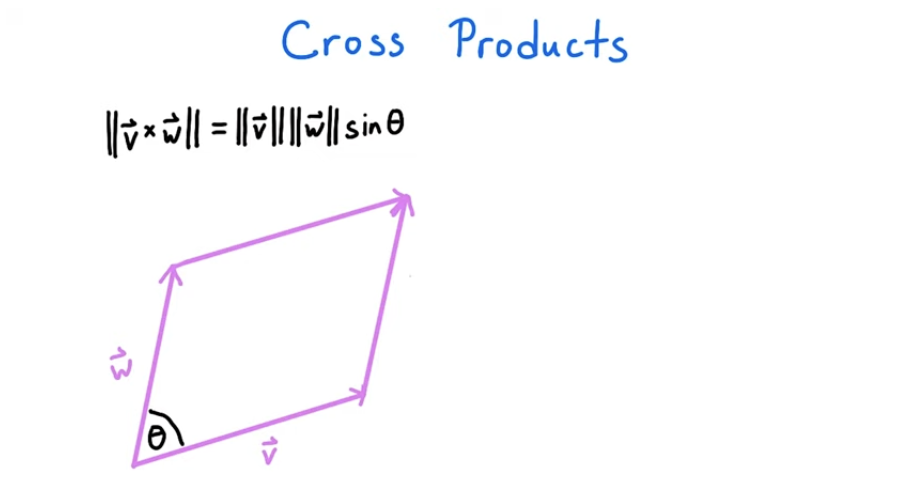 Cross Products
‖v⃗ × w⃗‖ = ‖v⃗‖ ‖w⃗‖ sin θ
w⃗
θ
v⃗